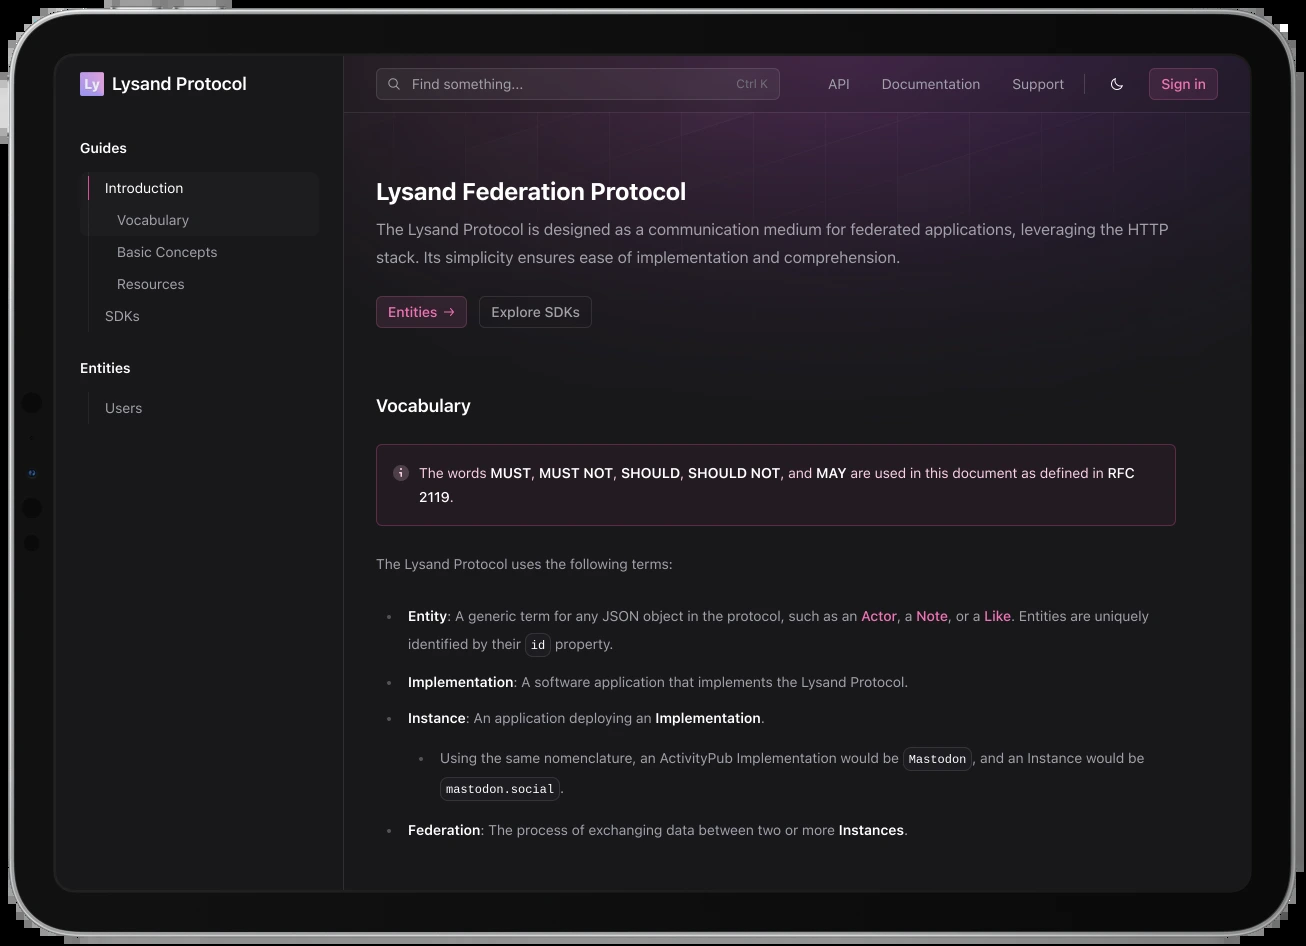 Ly Lysand Protocol
Find something... Ctrl K
API Documentation Support Sign in
Guides
Introduction
Vocabulary
Basic Concepts
Resources
SDKs
Entities
Users
Lysand Federation Protocol
The Lysand Protocol is designed as a communication medium for federated applications, leveraging the HTTP
stack. Its simplicity ensures ease of implementation and comprehension.
Entities → Explore SDKs
Vocabulary
The words MUST, MUST NOT, SHOULD, SHOULD NOT, and MAY are used in this document as defined in RFC
2119.
The Lysand Protocol uses the following terms:
• Entity: A generic term for any JSON object in the protocol, such as an Actor, a Note, or a Like. Entities are uniquely
identified by their id property.
• Implementation: A software application that implements the Lysand Protocol.
• Instance: An application deploying an Implementation.
• Using the same nomenclature, an ActivityPub Implementation would be Mastodon, and an Instance would be
mastodon.social.
• Federation: The process of exchanging data between two or more Instances.